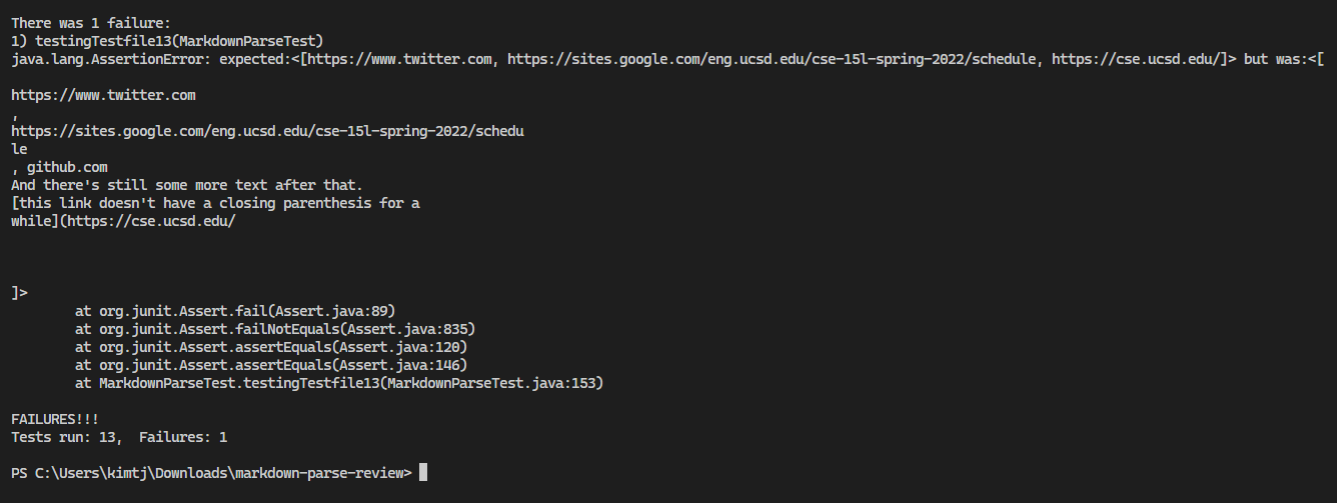 There was 1 failure:
1) testingTestfile13(MarkdownParseTest)
java.lang.AssertionError: expected:<[https://www.twitter.com, https://sites.google.com/eng.ucsd.edu/cse-15l-spring-2022/schedule, https://cse.ucsd.edu/]> but was:<[
https://www.twitter.com
,
https://sites.google.com/eng.ucsd.edu/cse-15l-spring-2022/schedu
le
, github.com
And there's still some more text after that.
[this link doesn't have a closing parenthesis for a
while](https://cse.ucsd.edu/
]>
at org.junit.Assert.fail(Assert.java:89)
at org.junit.Assert.failNotEquals(Assert.java:835)
at org.junit.Assert.assertEquals(Assert.java:120)
at org.junit.Assert.assertEquals(Assert.java:146)
at MarkdownParseTest.testingTestfile13(MarkdownParseTest.java:153)
FAILURES!!!
Tests run: 13,  Failures: 1
PS C:\Users\kimtj\Downloads\markdown-parse-review>